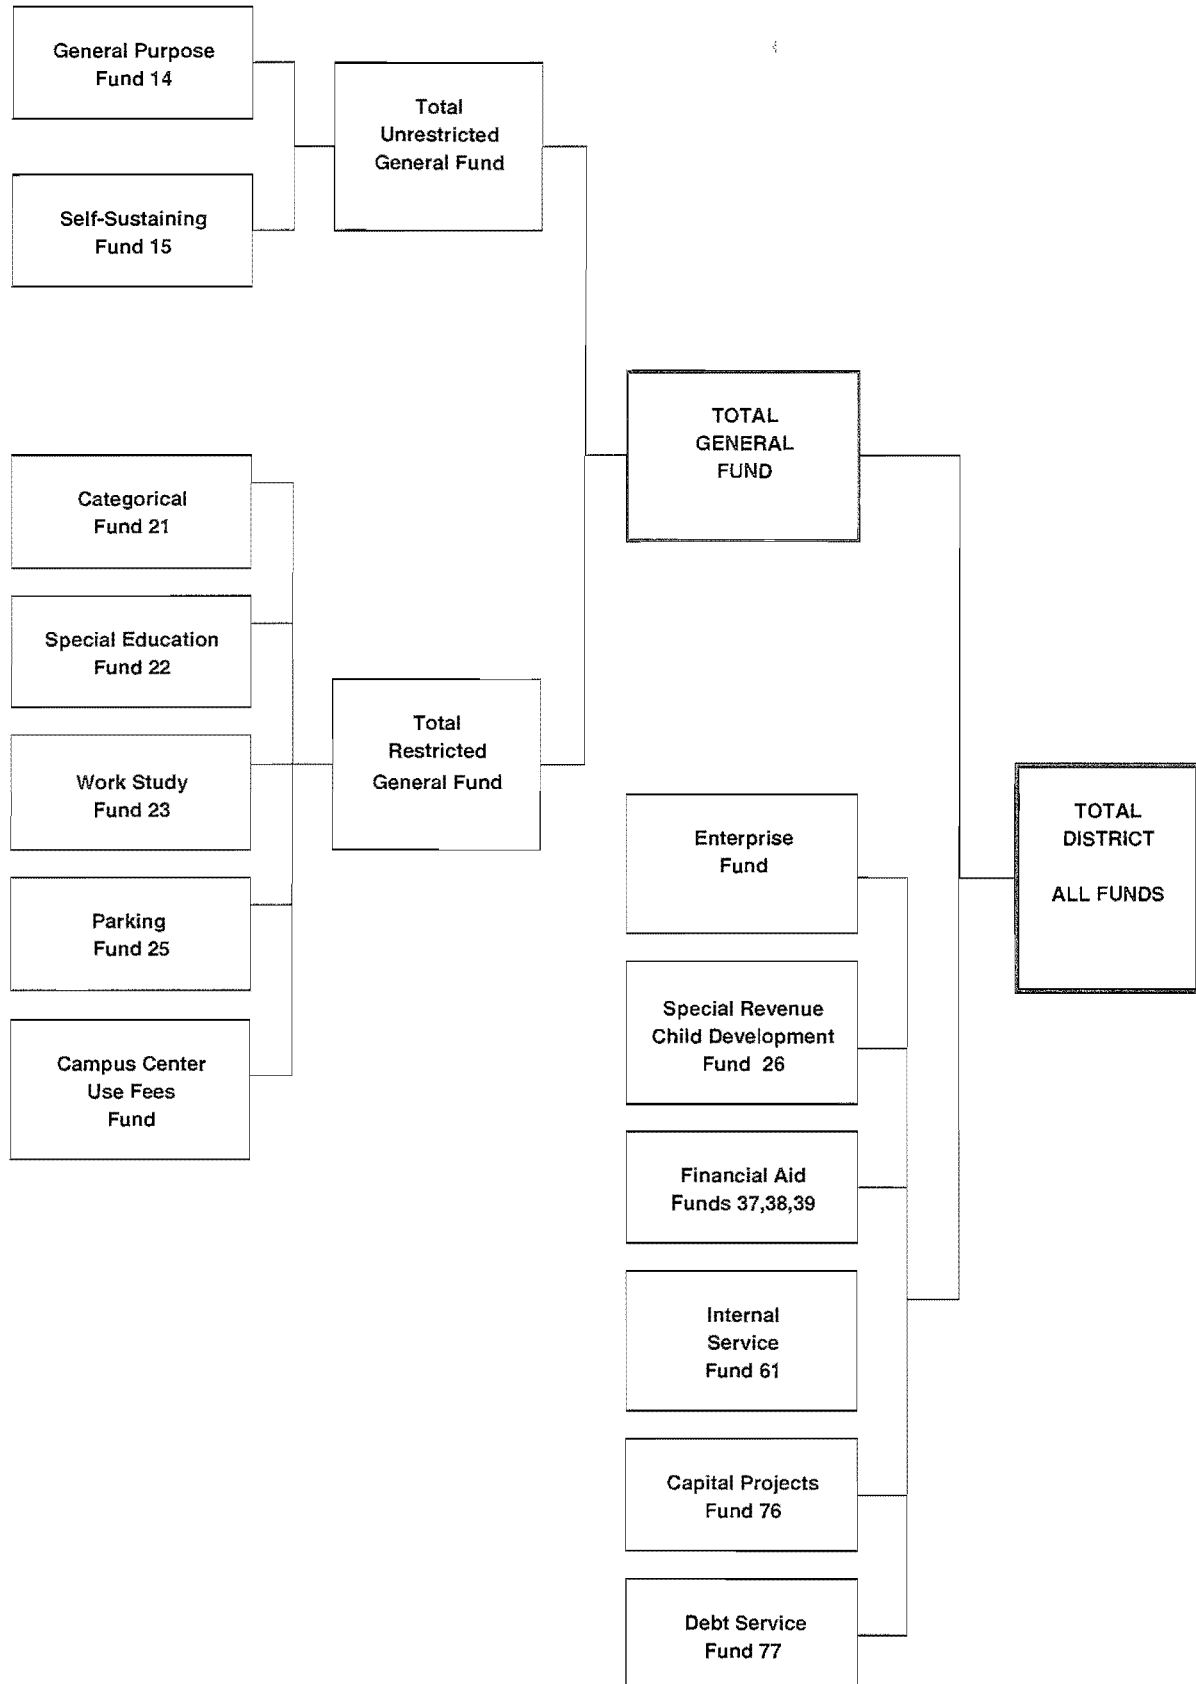 General Purpose
Fund 14
Self-Sustaining
Fund 15
Total
Unrestricted
General Fund
Categorical
Fund 21
Special Education
Fund 22
Work Study
Fund 23
Parking
Fund 25
Campus Center
Use Fees
Fund
Total
Restricted
General Fund
TOTAL
GENERAL
FUND
Enterprise
Fund
Special Revenue
Child Development
Fund 26
Financial Aid
Funds 37,38,39
Internal
Service
Fund 61
Capital Projects
Fund 76
Debt Service
Fund 77
TOTAL
DISTRICT
ALL FUNDS